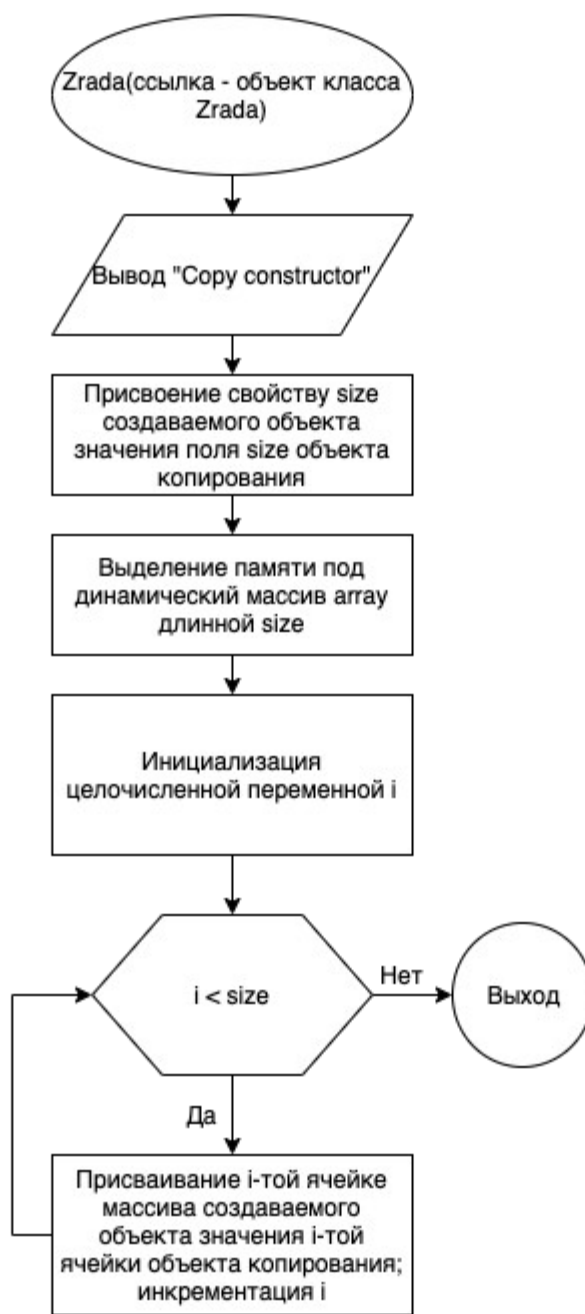 Zrada(ссылка - объект класса
Zrada)
Вывод "Copy constructor"
Присвоение свойству size
создаваемого объекта
значения поля size объекта
копирования
Выделение памяти под
динамический массив array
длинной size
Инициализация
целочисленной переменной i
i < size
Нет
Выход
Да
Присваивание i-той ячейке
массива создаваемого
объекта значения i-той
ячейки объекта копирования;
инкрементация i